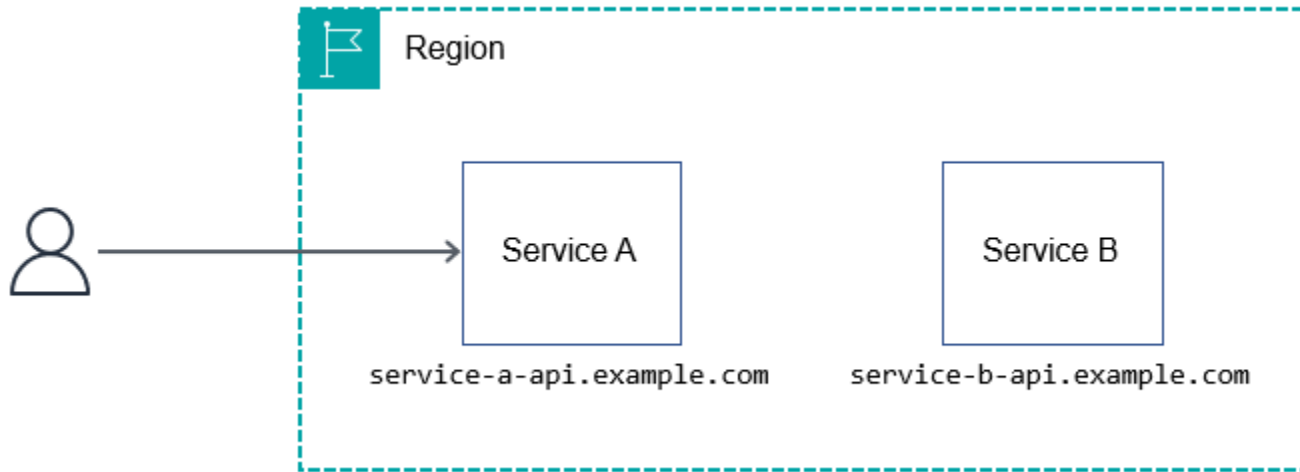 Region
Service A
Service B
service-a-api.example.com
service-b-api.example.com